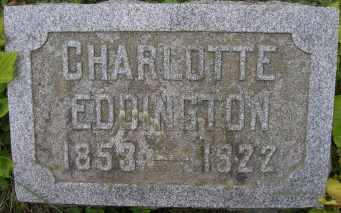 CHARLOTTE
EDDINGTON
1853 — 1922